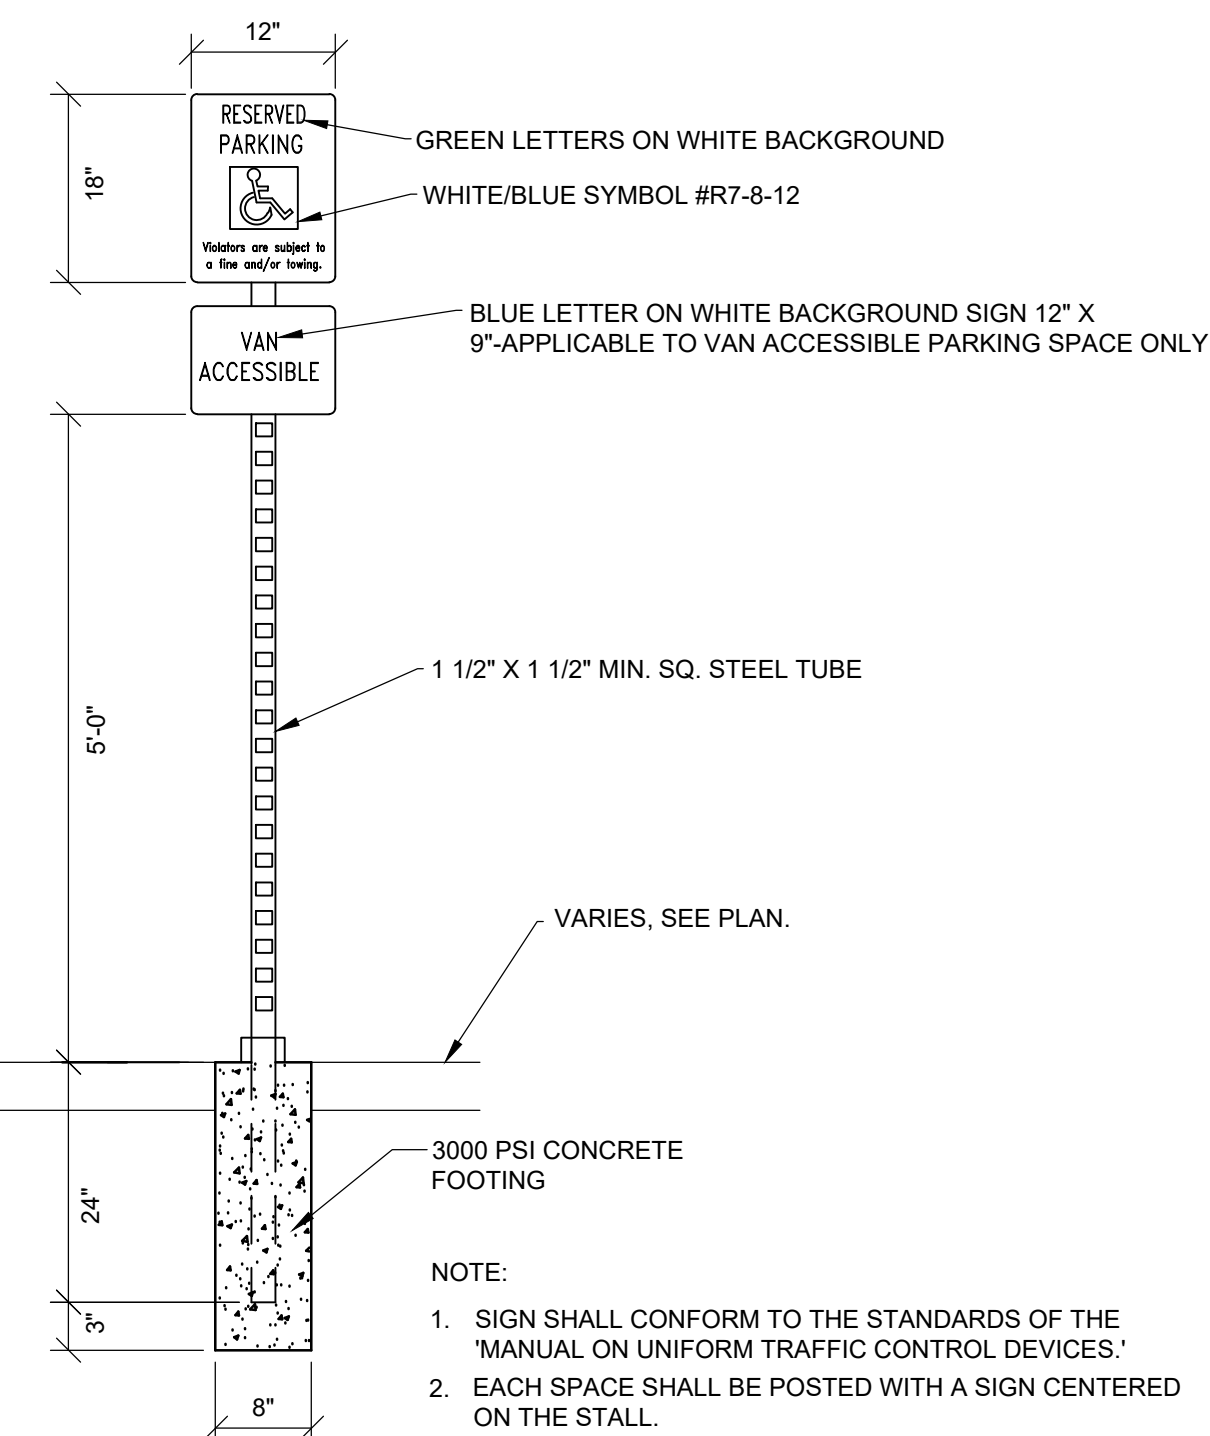 12"
RESERVED
PARKING
GREEN LETTERS ON WHITE BACKGROUND
18"
WHITE/BLUE SYMBOL #R7-8-12
Violators are subject to
a fine and/or towing.
BLUE LETTER ON WHITE BACKGROUND SIGN 12" X
9"-APPLICABLE TO VAN ACCESSIBLE PARKING SPACE ONLY
VAN
ACCESSIBLE
1 1/2" X 1 1/2" MIN. SQ. STEEL TUBE
5'-0"
VARIES, SEE PLAN.
3000 PSI CONCRETE
FOOTING
24"
3"
8"
NOTE:
1. SIGN SHALL CONFORM TO THE STANDARDS OF THE
'MANUAL ON UNIFORM TRAFFIC CONTROL DEVICES.'
2. EACH SPACE SHALL BE POSTED WITH A SIGN CENTERED
ON THE STALL.